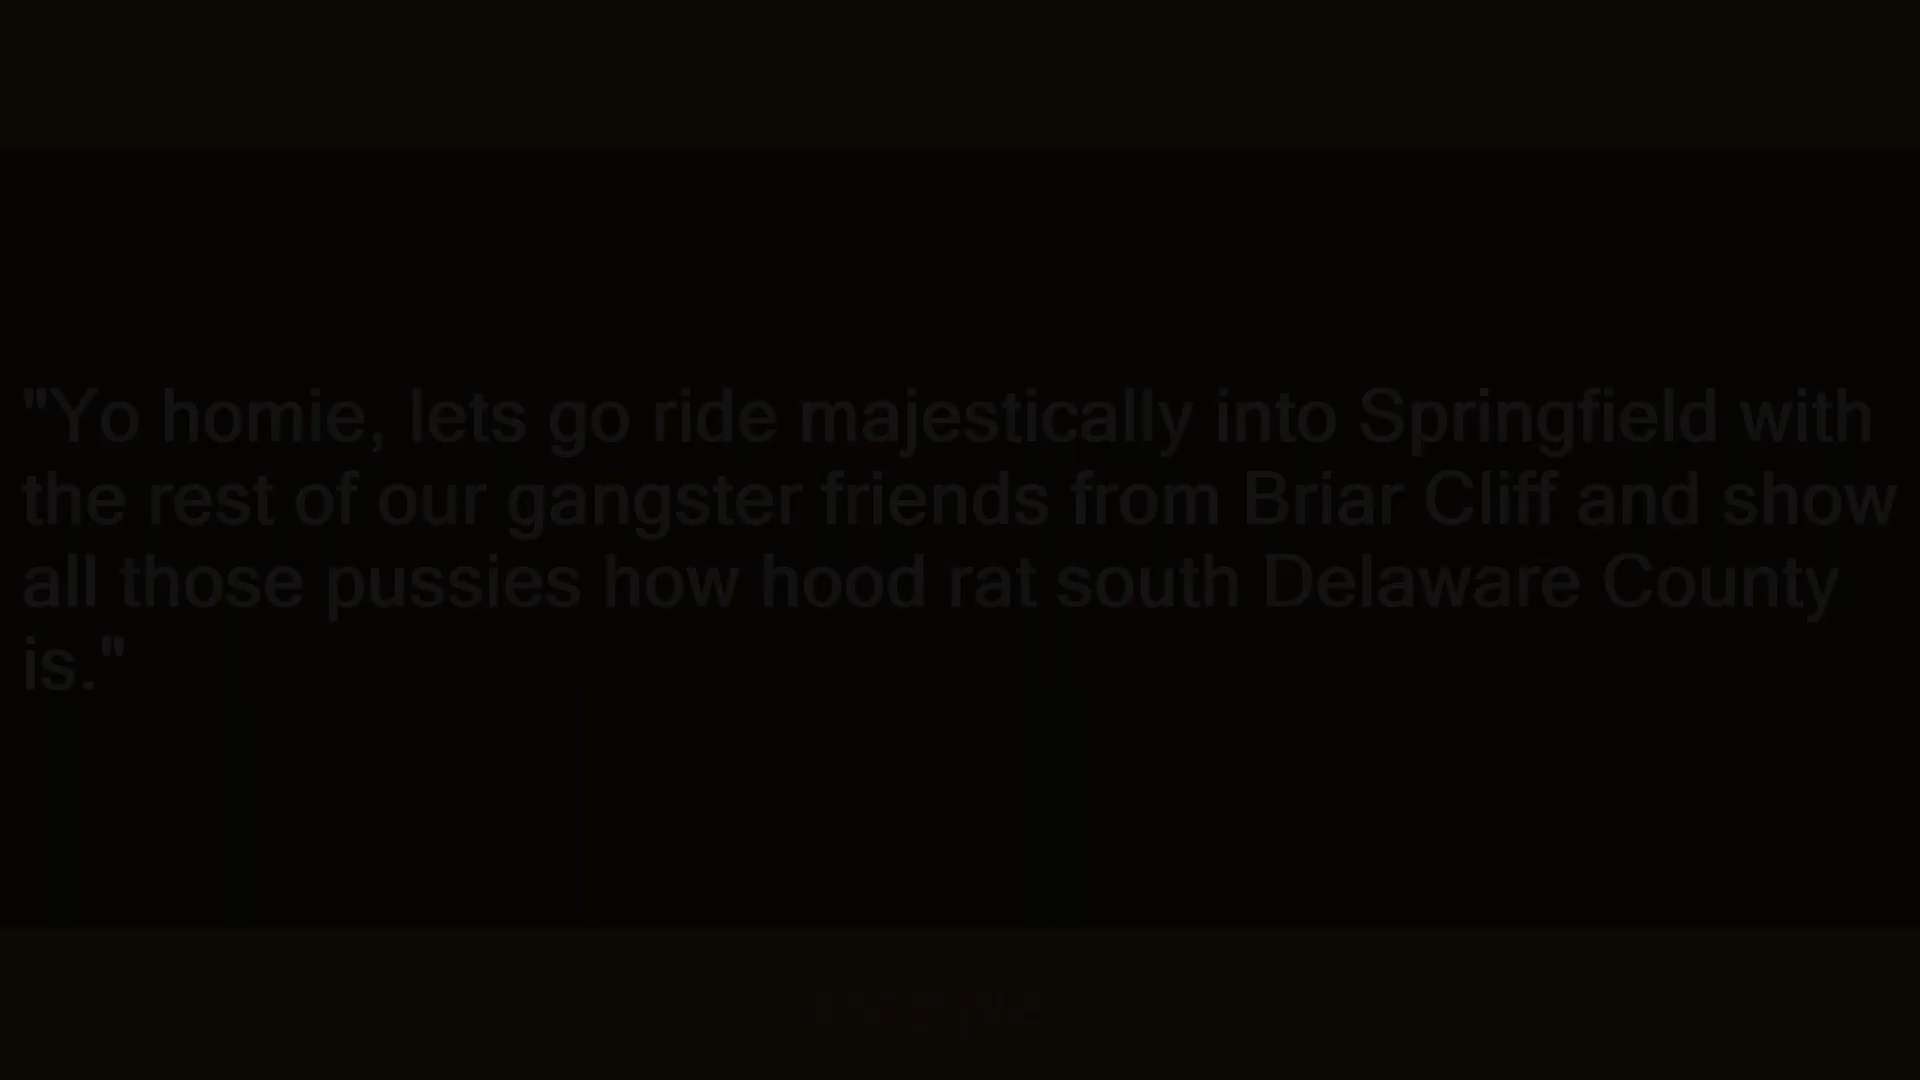 "Yo homie, lets go ride majestically into Springfield with
the rest of our gangster friends from Briar Cliff and show
all those pussies how hood rat south Delaware County
is."